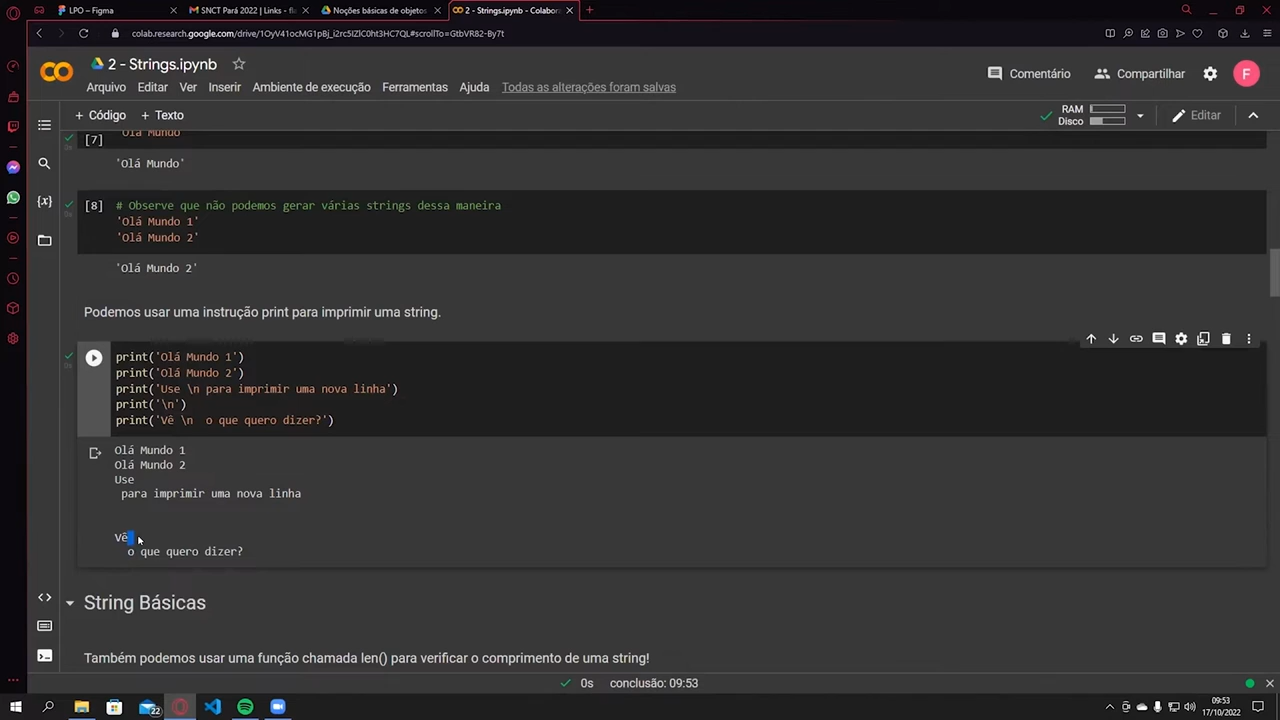 LPO – Figma
SNCT Pará 2022 | Links - fl
Noções básicas de objetos
2 - Strings.ipynb - Colabora
colab.research.google.com/drive/1OyV41ocMG1pBj_i2rc5IZlC0ht3HC7QL#scrollTo=GtbVR82-By7t
2 - Strings.ipynb
Arquivo Editar Ver Inserir Ambiente de execução Ferramentas Ajuda Todas as alterações foram salvas
Comentário
Compartilhar
F
+ Código + Texto
RAM
Disco
Editar
[7]
'Olá Mundo'
'Olá Mundo'
[8] # Observe que não podemos gerar várias strings dessa maneira
'Olá Mundo 1'
'Olá Mundo 2'
'Olá Mundo 2'
Podemos usar uma instrução print para imprimir uma string.
print('Olá Mundo 1')
print('Olá Mundo 2')
print('Use \n para imprimir uma nova linha')
print('\n')
print('Vê \n  o que quero dizer?')
Olá Mundo 1
Olá Mundo 2
Use
 para imprimir uma nova linha
Vê
  o que quero dizer?
String Básicas
Também podemos usar uma função chamada len() para verificar o comprimento de uma string!
0s conclusão: 09:53
22
09:53
17/10/2022